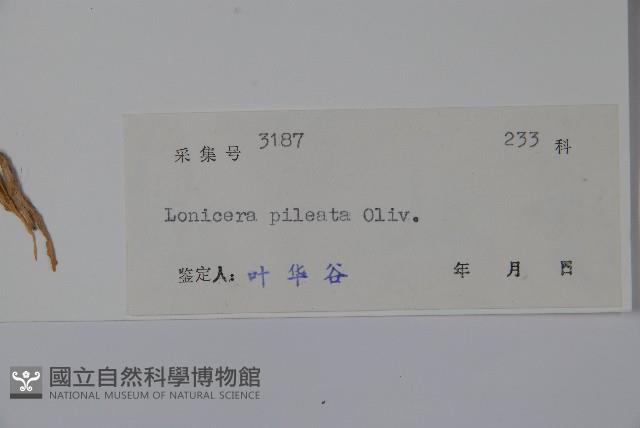 采集号 3187 233 科
Lonicera pileata Oliv.
鉴定人: 叶华谷 年 月 日
國立自然科學博物館
NATIONAL MUSEUM OF NATURAL SCIENCE